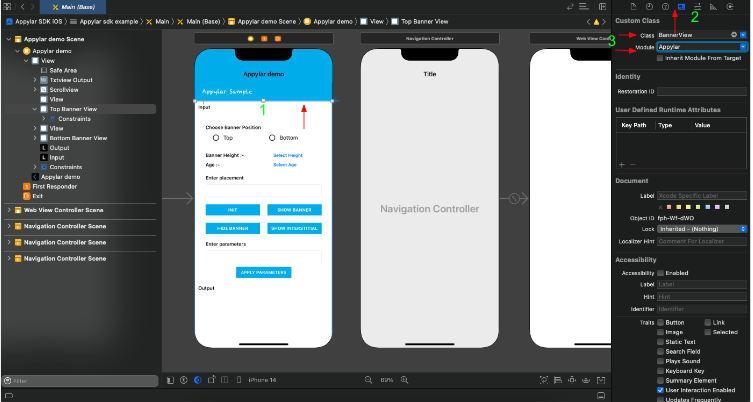 Main (Base)
Appylar SDK iOS
Appylar sdk example
Main
Main (Base)
Appylar demo Scene
Appylar demo
View
Top Banner View
Appylar demo Scene
Appylar demo
View
Safe Area
Txtview Output
Scrollview
View
Top Banner View
Constraints
View
Bottom Banner View
L Output
L Input
Constraints
Appylar demo
First Responder
Exit
Web View Controller Scene
Navigation Controller Scene
Navigation Controller Scene
Navigation Controller Scene
Filter
Appylar demo
Appylar Sample
Input
1
Choose Banner Position
Top
Bottom
Banner Height :-
Select Height
Age :-
Select Age
Enter placement
INIT
SHOW BANNER
HIDE BANNER
SHOW INTERSITIAL
Enter parameters
APPLY PARAMETERS
Output
Navigation Controller
Title
Navigation Controller
Web View Cont
iPhone 14
69%
2
3
Custom Class
Class BannerView
Module Appylar
Inherit Module From Target
Identity
Restoration ID
User Defined Runtime Attributes
Key Path Type Value
Document
Label Xcode Specific Label
Object ID fph-Wf-dWO
Lock Inherited - (Nothing)
Localizer Hint Comment For Localizer
Accessibility
Accessibility Enabled
Label Label
Hint Hint
Identifier Identifier
Traits Button Link
Image Selected
Static Text
Search Field
Plays Sound
Keyboard Key
Summary Element
User Interaction Enabled
Updates Frequently